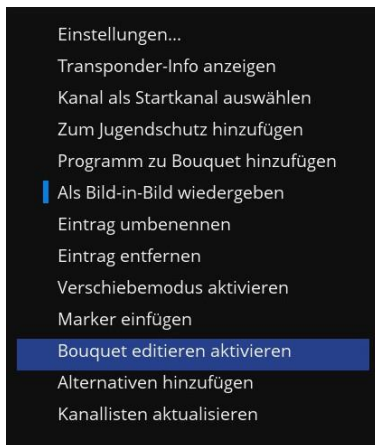 Einstellungen...
Transponder-Info anzeigen
Kanal als Startkanal auswählen
Zum Jugendschutz hinzufügen
Programm zu Bouquet hinzufügen
Als Bild-in-Bild wiedergeben
Eintrag umbenennen
Eintrag entfernen
Verschiebemodus aktivieren
Marker einfügen
Bouquet editieren aktivieren
Alternativen hinzufügen
Kanallisten aktualisieren